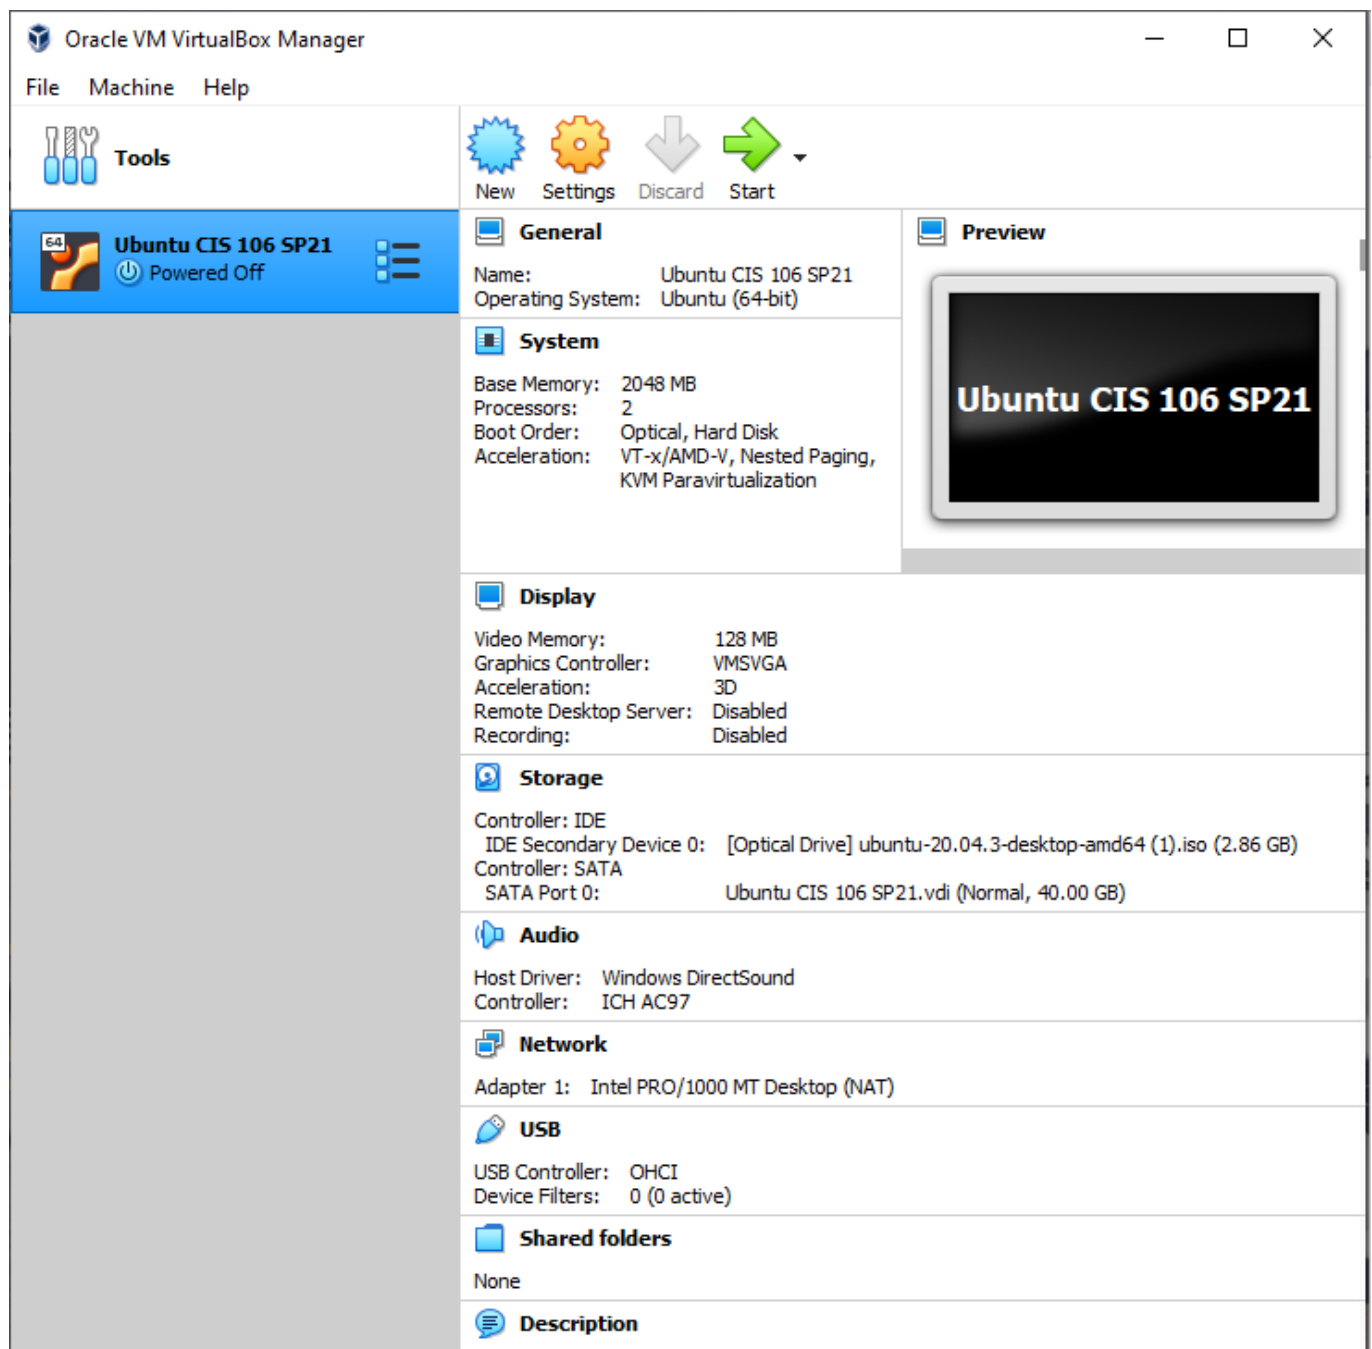 Oracle VM VirtualBox Manager
File Machine Help
Tools
New Settings Discard Start
64
Ubuntu CIS 106 SP21
Powered Off
General
Name: Ubuntu CIS 106 SP21
Operating System: Ubuntu (64-bit)
Preview
Ubuntu CIS 106 SP21
System
Base Memory: 2048 MB
Processors: 2
Boot Order: Optical, Hard Disk
Acceleration: VT-x/AMD-V, Nested Paging,
KVM Paravirtualization
Display
Video Memory: 128 MB
Graphics Controller: VMSVGA
Acceleration: 3D
Remote Desktop Server: Disabled
Recording: Disabled
Storage
Controller: IDE
IDE Secondary Device 0: [Optical Drive] ubuntu-20.04.3-desktop-amd64 (1).iso (2.86 GB)
Controller: SATA
SATA Port 0: Ubuntu CIS 106 SP21.vdi (Normal, 40.00 GB)
Audio
Host Driver: Windows DirectSound
Controller: ICH AC97
Network
Adapter 1: Intel PRO/1000 MT Desktop (NAT)
USB
USB Controller: OHCI
Device Filters: 0 (0 active)
Shared folders
None
Description